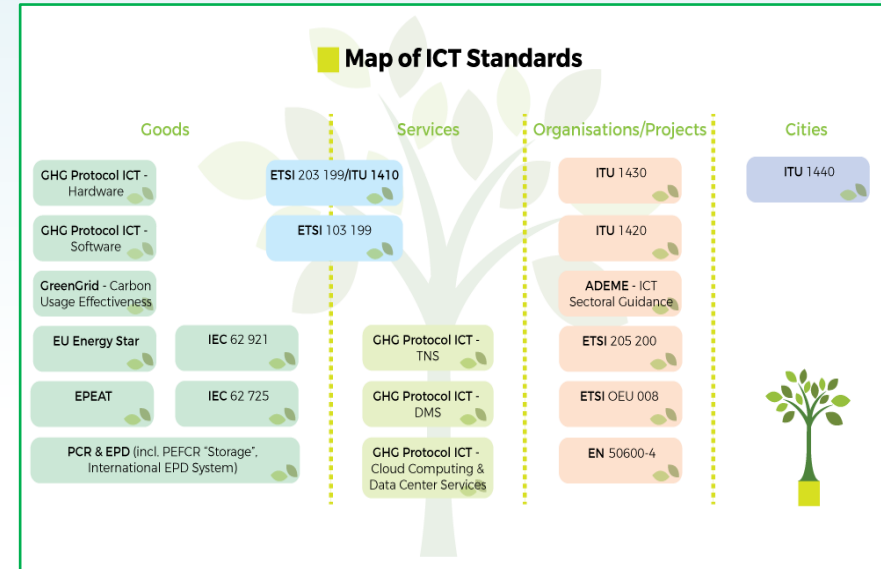 Map of ICT Standards
Goods
Services
Organisations/Projects
Cities
GHG Protocol ICT -
Hardware
ETSI 203 199/ITU 1410
ITU 1430
ITU 1440
GHG Protocol ICT -
Software
ETSI 103 199
ITU 1420
GreenGrid - Carbon
Usage Effectiveness
ADEME - ICT
Sectoral Guidance
EU Energy Star
IEC 62 921
GHG Protocol ICT -
TNS
ETSI 205 200
EPEAT
IEC 62 725
GHG Protocol ICT -
DMS
ETSI OEU 008
PCR & EPD (incl. PEFCR "Storage",
International EPD System)
GHG Protocol ICT -
Cloud Computing &
Data Center Services
EN 50600-4